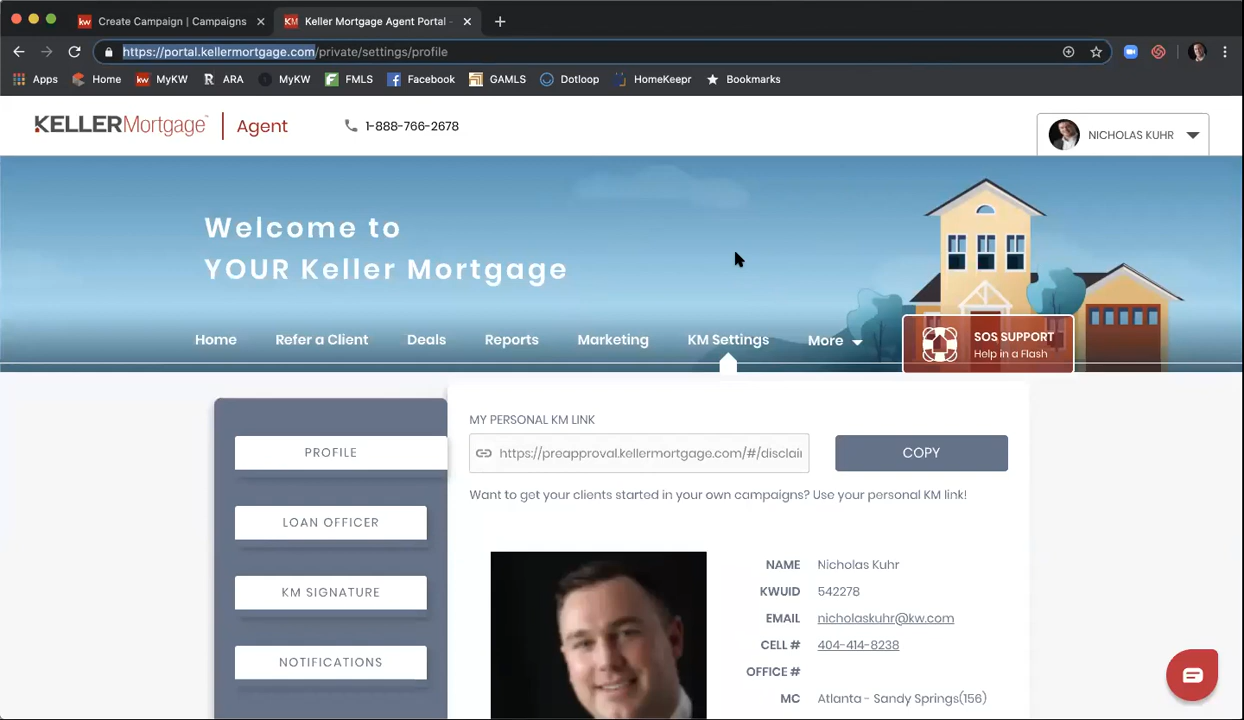 Create Campaign | Campaigns
Keller Mortgage Agent Portal -
https://portal.kellermortgage.com/private/settings/profile
Apps
Home
MyKW
ARA
MyKW
FMLS
Facebook
GAMLS
Dotloop
HomeKeepr
Bookmarks
KELLERMortgage™
Agent
1-888-766-2678
NICHOLAS KUHR
Welcome to
YOUR Keller Mortgage
Home
Refer a Client
Deals
Reports
Marketing
KM Settings
More
SOS SUPPORT
Help in a Flash
PROFILE
LOAN OFFICER
KM SIGNATURE
NOTIFICATIONS
MY PERSONAL KM LINK
https://preapproval.kellermortgage.com/#/disclai
COPY
Want to get your clients started in your own campaigns? Use your personal KM link!
NAME Nicholas Kuhr
KWUID 542278
EMAIL nicholaskuhr@kw.com
CELL # 404-414-8238
OFFICE #
MC Atlanta - Sandy Springs(156)